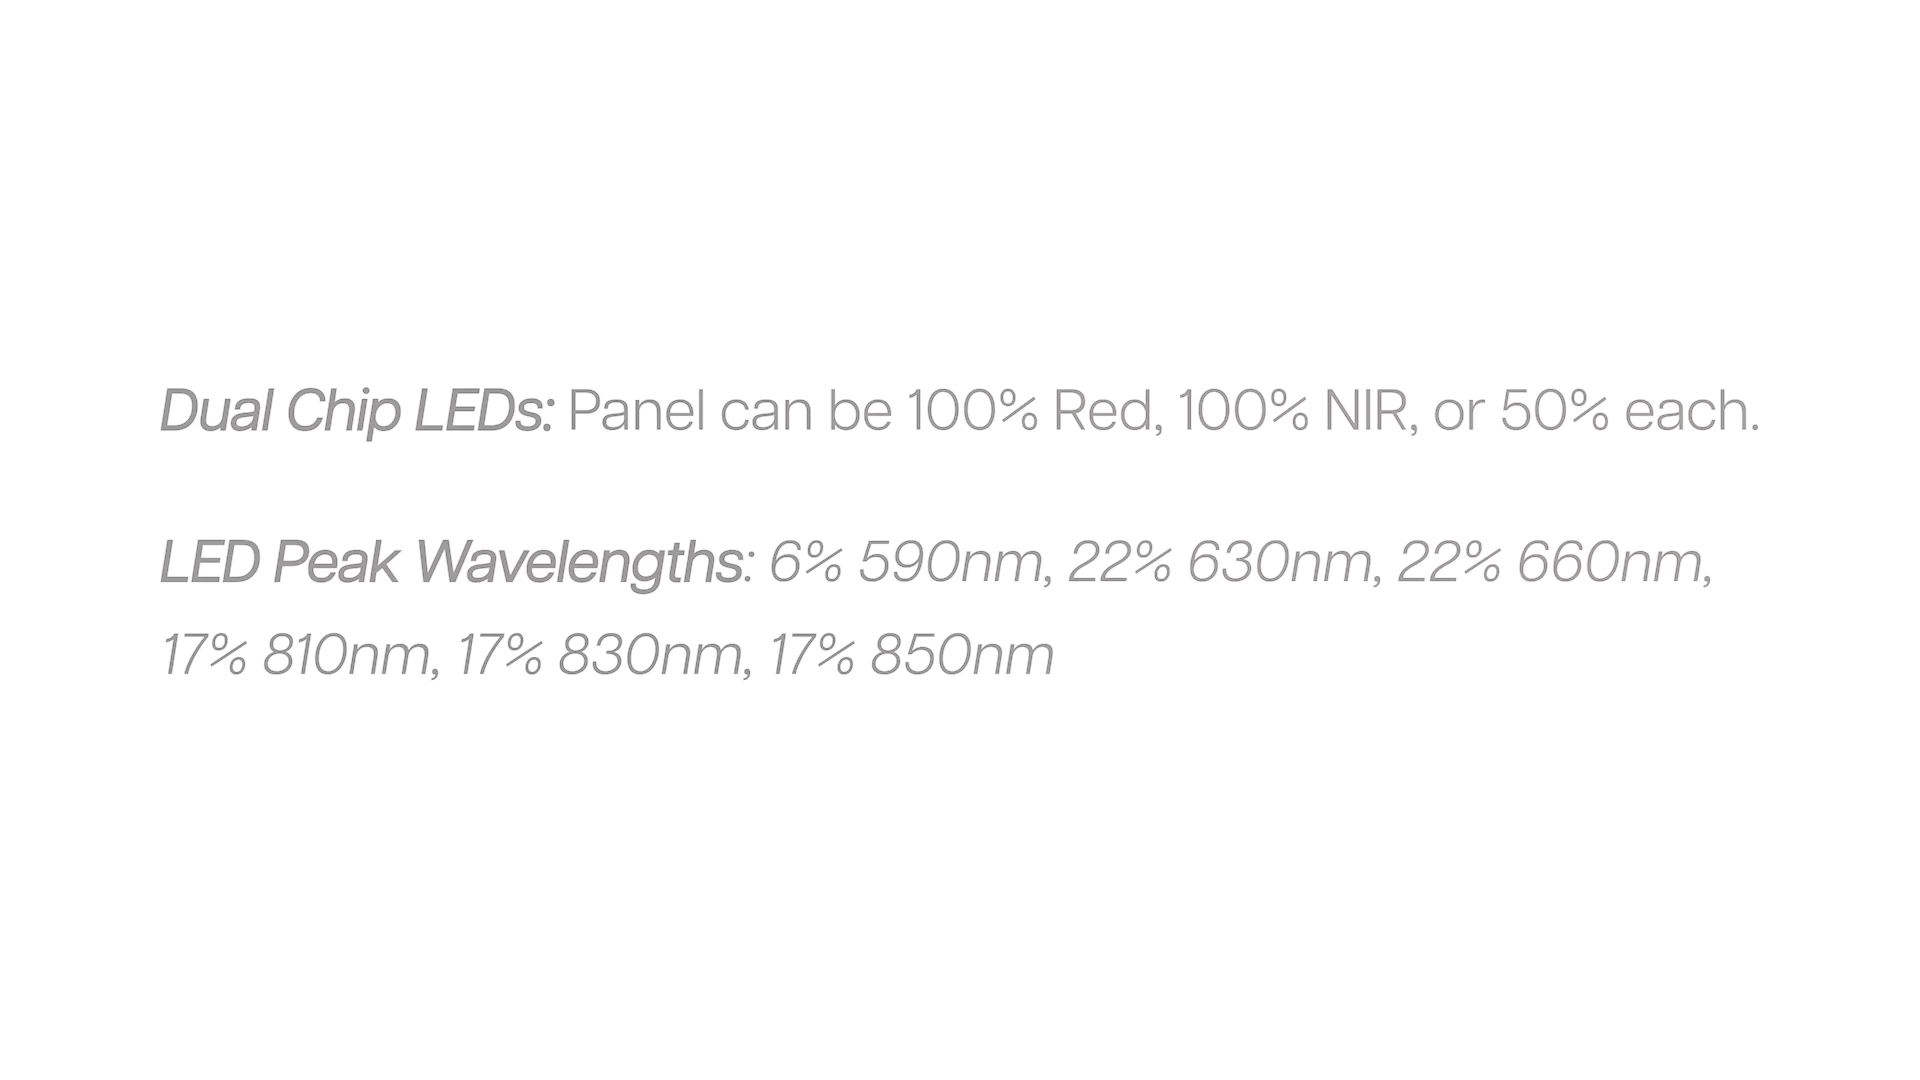 Dual Chip LEDs: Panel can be 100% Red, 100% NIR, or 50% each.
LED Peak Wavelengths: 6% 590nm, 22% 630nm, 22% 660nm,
17% 810nm, 17% 830nm, 17% 850nm